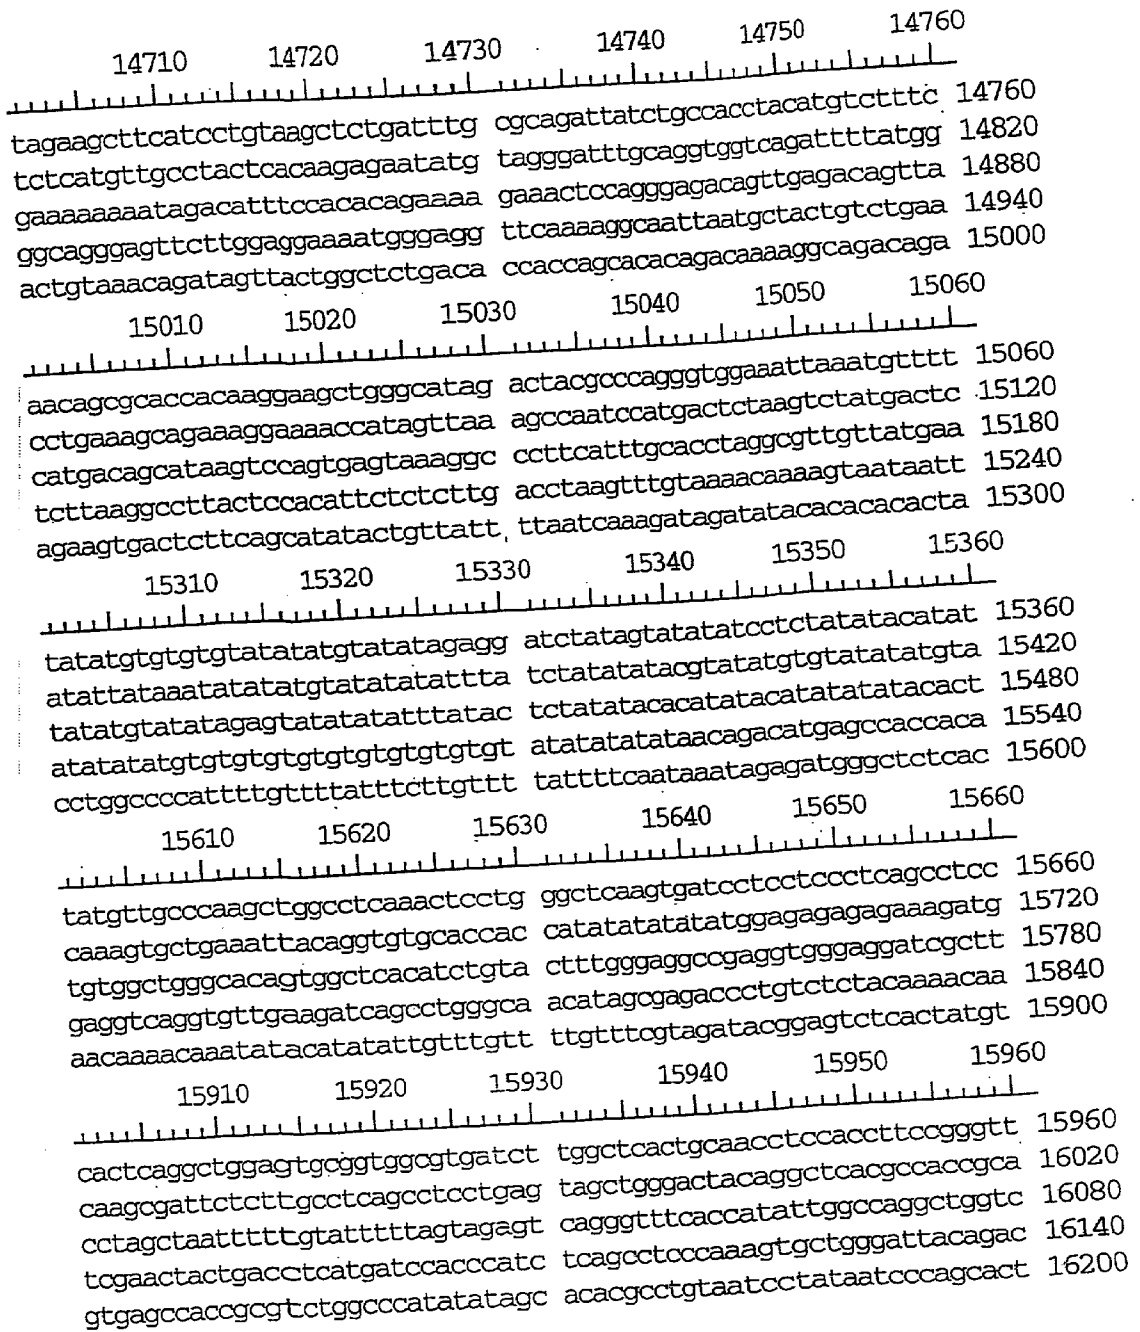 14710 14720 14730 14740 14750 14760
tagaagcttcatcctgtaagctctgatttg cgcagattatctgccacctacatgtctttc 14760
tctcatgttgcctactcacaagagaatatg tagggatttgcaggtggtcagattttatgg 14820
gaaaaaaaatagacatttccacacagaaaa gaaactccagggagacagttgagacagtta 14880
ggcagggagttcttggaggaaaatgggagg ttcaaaaggcaattaatgctactgtctgaa 14940
actgtaaacagatagttactggctctgaca ccaccagcacacagacaaaaggcagacaga 15000
15010 15020 15030 15040 15050 15060
aacagcgcaccacaaggaagctgggcatag actacgcccagggtggaaattaaatgtttt 15060
cctgaaagcagaaaggaaaaccatagttaa agccaatccatgactctaagtctatgactc 15120
catgacagcataagtccagtgagtaaaggc ccttcatttgcacctaggcgttgttatgaa 15180
tcttaaggccttactccacattctctcttg acctaagtttgtaaaacaaaagtaataatt 15240
agaagtgactcttcagcatatactgttatt ttaatcaaagatagatatacacacacacta 15300
15310 15320 15330 15340 15350 15360
tatatgtgtgtgtatatatgtatatagagg atctatagtatatatcctctatatacatat 15360
atattataaatatatatgtatatatattta tctatatatacgtatatgtgtatatatgta 15420
tatatgtatatagagtatatatatttatac tctatatacacatatacatatatatacact 15480
atatatatgtgtgtgtgtgtgtgtgtgtgt atatatatataacagacatgagccaccaca 15540
cctggccccattttgttttatttcttgttt tattttcaataaatagagatgggctctcac 15600
15610 15620 15630 15640 15650 15660
tatgttgcccaagctggcctcaaactcctg ggctcaagtgatcctcctccctcagcctcc 15660
caaagtgctgaaattacaggtgtgcaccac catatatatatatggagagagagaaagatg 15720
tgtggctgggcacagtggctcacatctgta ctttgggaggccgaggtgggaggatcgctt 15780
gaggtcaggtgttgaagatcagcctgggca acatagcgagaccctgtctctacaaaacaa 15840
aacaaaacaaatatacatatattgtttgtt ttgtttcgtagatacggagtctcactatgt 15900
15910 15920 15930 15940 15950 15960
cactcaggctggagtgcggtggcgtgatct tggctcactgcaacctccaccttccgggtt 15960
caagcgattctcttgcctcagcctcctgag tagctgggactacaggctcacgccaccgca 16020
cctagctaatttttgtatttttagtagagt cagggtttcaccatattggccaggctggtc 16080
tcgaactactgacctcatgatccacccatc tcagcctcccaaagtgctgggattacagac 16140
gtgagccaccgcgtctggcccatatatagc acacgcctgtaatcctataatcccagcact 16200